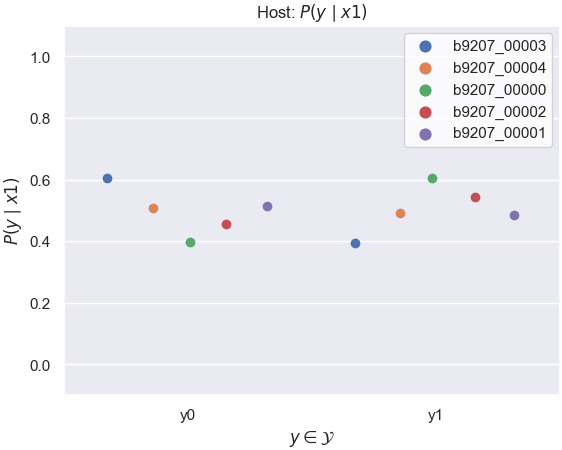 Host: P(y | x1)
b9207_00003
b9207_00004
b9207_00000
b9207_00002
b9207_00001
1.0
0.8
0.6
0.4
0.2
0.0
P(y | x1)
y0
y1
y ∈ 𝒴